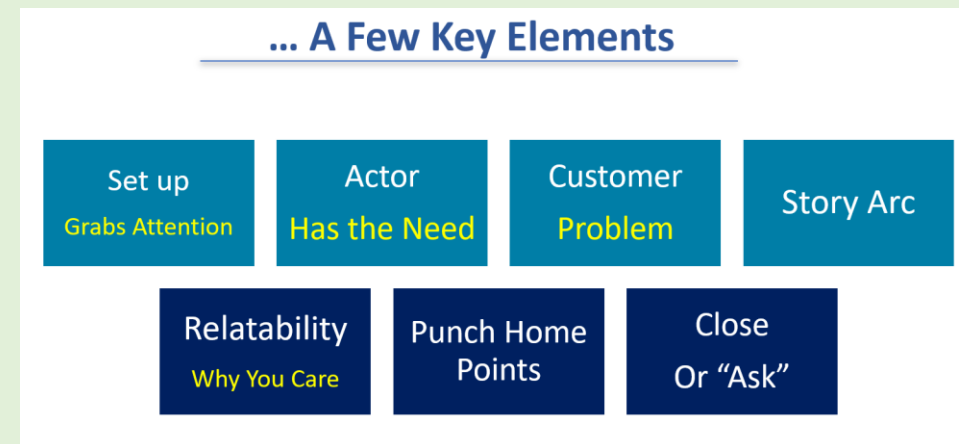 ... A Few Key Elements
Set up
Grabs Attention
Actor
Has the Need
Customer
Problem
Story Arc
Relatability
Why You Care
Punch Home
Points
Close
Or “Ask”